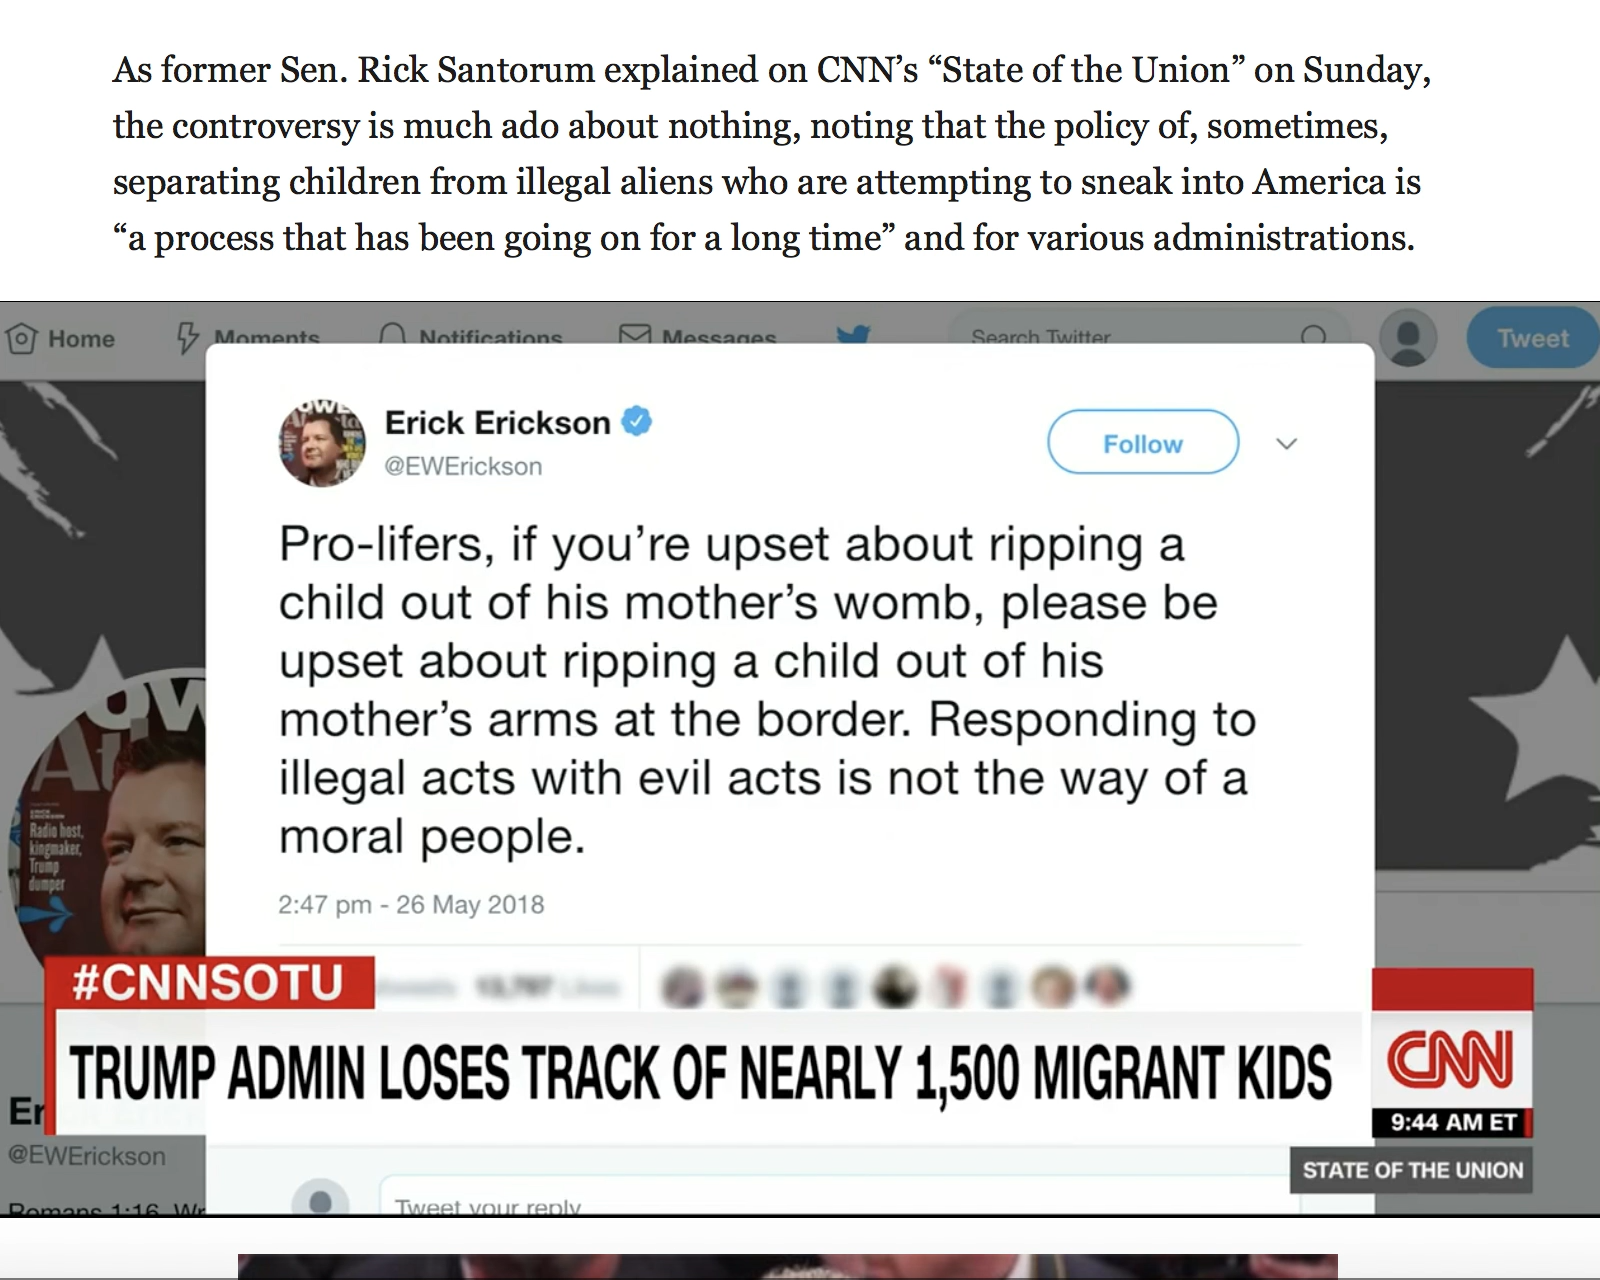 As former Sen. Rick Santorum explained on CNN’s “State of the Union” on Sunday,
the controversy is much ado about nothing, noting that the policy of, sometimes,
separating children from illegal aliens who are attempting to sneak into America is
“a process that has been going on for a long time” and for various administrations.
Home Moments Notifications Messages Search Twitter Tweet
Erick Erickson
@EWErickson
Follow
Pro-lifers, if you’re upset about ripping a
child out of his mother’s womb, please be
upset about ripping a child out of his
mother’s arms at the border. Responding to
illegal acts with evil acts is not the way of a
moral people.
2:47 pm - 26 May 2018
Radio host,
kingmaker,
Trump
dumper
#CNNSOTU
TRUMP ADMIN LOSES TRACK OF NEARLY 1,500 MIGRANT KIDS
CNN
9:44 AM ET
STATE OF THE UNION
Er
@EWErickson
Romans 1:16. Wr
Tweet your reply